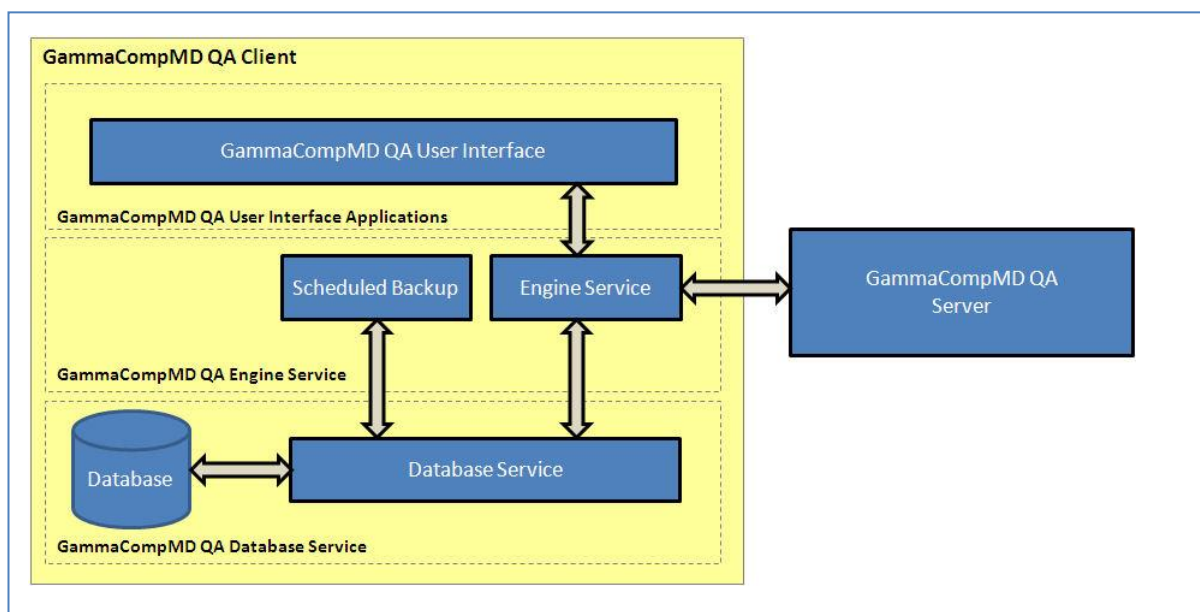 GammaCompMD QA Client
GammaCompMD QA User Interface
GammaCompMD QA User Interface Applications
Scheduled Backup
Engine Service
GammaCompMD QA
Server
GammaCompMD QA Engine Service
Database
Database Service
GammaCompMD QA Database Service